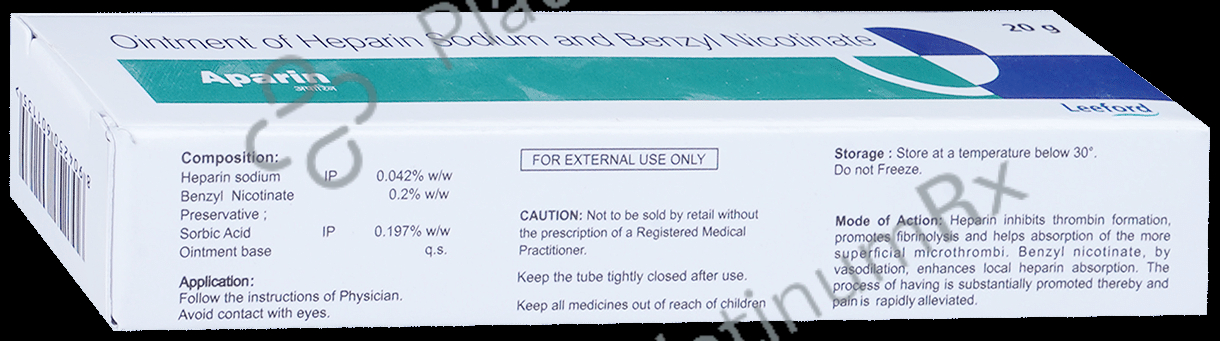 Ointment of Heparin Sodium and Benzyl Nicotinate
20 g
Aparin
अपारिन
Leeford
Composition:
Heparin sodium IP 0.042% w/w
Benzyl Nicotinate 0.2% w/w
Preservative ;
Sorbic Acid IP 0.197% w/w
Ointment base q.s.
Application:
Follow the instructions of Physician.
Avoid contact with eyes.
FOR EXTERNAL USE ONLY
CAUTION: Not to be sold by retail without
the prescription of a Registered Medical
Practitioner.
Keep the tube tightly closed after use.
Keep all medicines out of reach of children
Storage : Store at a temperature below 30°.
Do not Freeze.
Mode of Action: Heparin inhibits thrombin formation,
promotes fibrinolysis and helps absorption of the more
superficial microthrombi. Benzyl nicotinate, by
vasodilation, enhances local heparin absorption. The
process of having is substantially promoted thereby and
pain is rapidly alleviated.
PlatinumRx